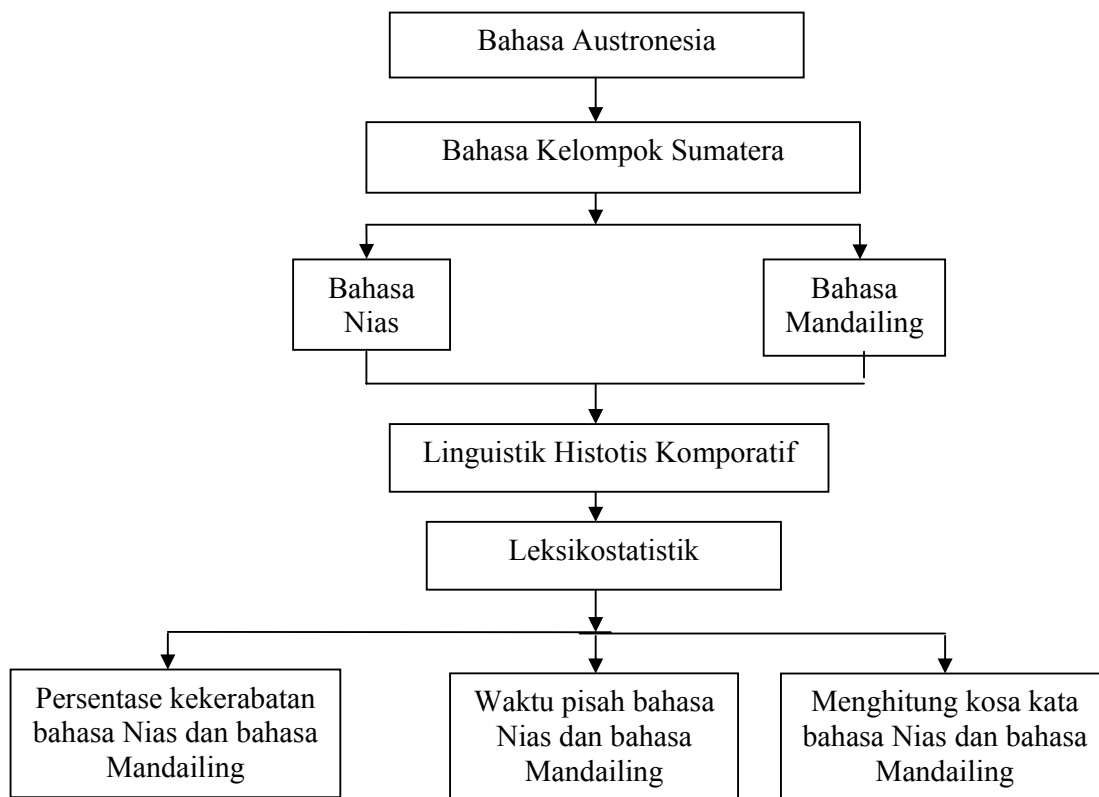 Bahasa Austronesia
Bahasa Kelompok Sumatera
Bahasa
Nias
Bahasa
Mandailing
Linguistik Histotis Komporatif
Leksikostatistik
Persentase kekerabatan
bahasa Nias dan bahasa
Mandailing
Waktu pisah bahasa
Nias dan bahasa
Mandailing
Menghitung kosa kata
bahasa Nias dan bahasa
Mandailing